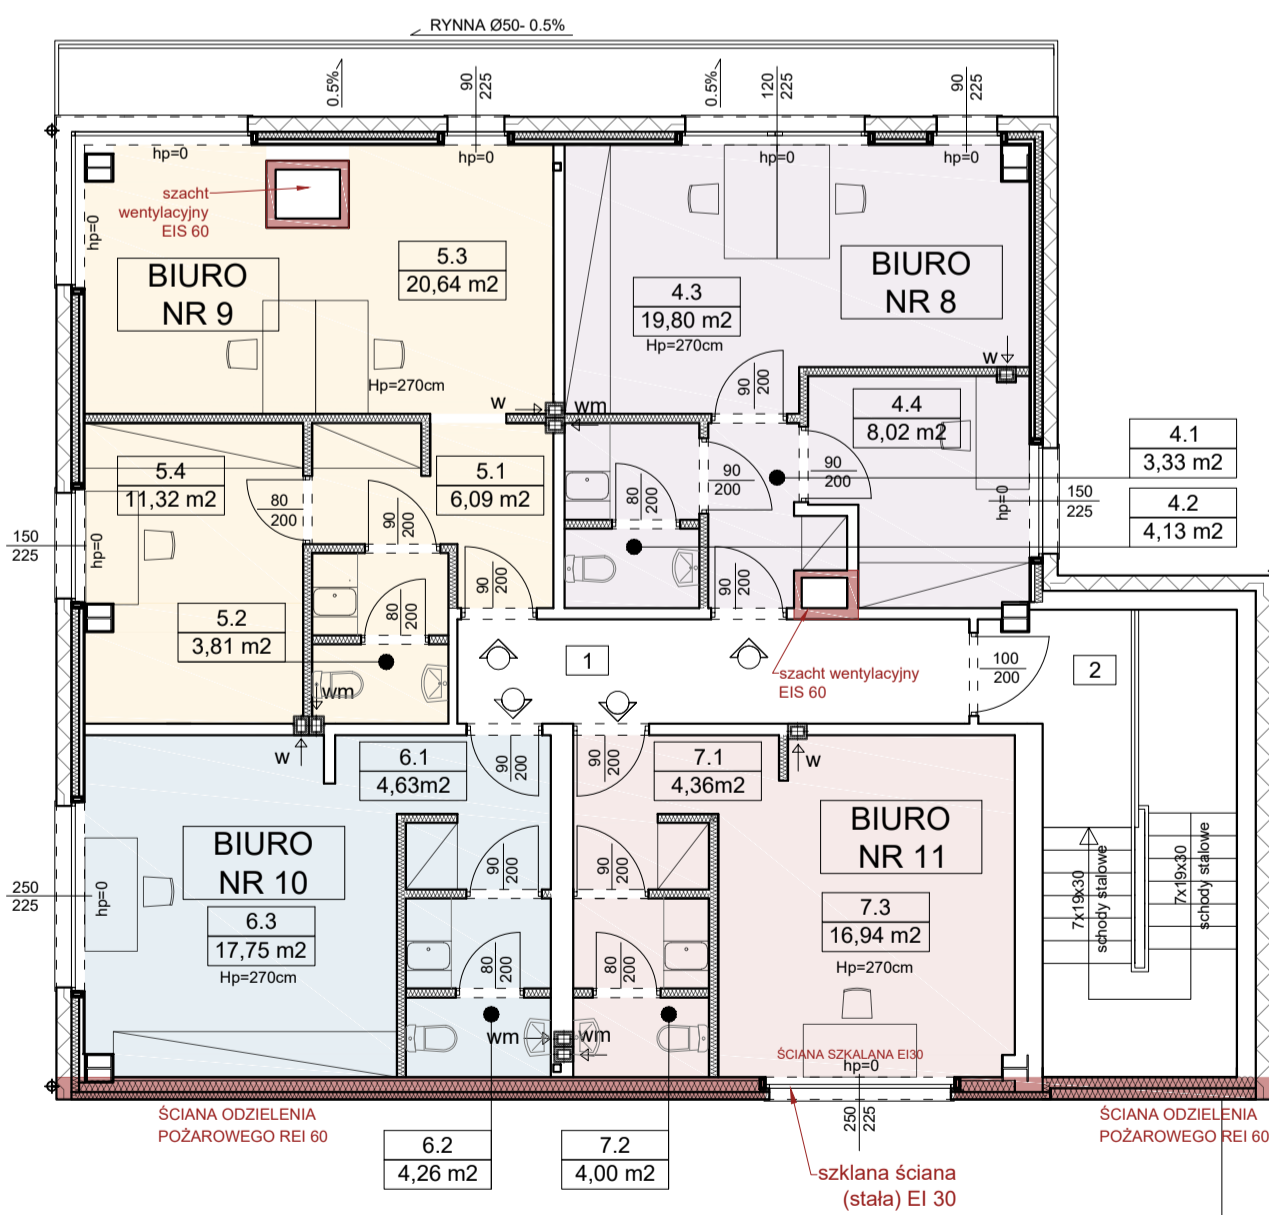 RYNNA Ø50- 0.5%
0.5%
90
225
0.5%
120
225
90
225
hp=0
hp=0
hp=0
hp=0
szacht
wentylacyjny
EIS 60
hp=0
BIURO
NR 9
5.3
20,64 m2
Hp=270cm
BIURO
NR 8
4.3
19,80 m2
Hp=270cm
w
w
wm
90
200
4.4
8,02 m2
4.1
3,33 m2
4.2
4,13 m2
5.4
11,32 m2
80
200
5.1
6,09 m2
90
200
80
200
90
200
90
200
hp=0
150
225
150
225
hp=0
90
200
90
200
5.2
3,81 m2
80
200
wm
1
szacht wentylacyjny
EIS 60
100
200
2
w
6.1
4,63m2
90
200
90
200
7.1
4,36m2
w
BIURO
NR 10
6.3
17,75 m2
Hp=270cm
250
225
hp=0
90
200
90
200
80
200
80
200
BIURO
NR 11
7.3
16,94 m2
Hp=270cm
7x19x30
schody stalowe
7x19x30
schody stalowe
wm
wm
ŚCIANA SZKALANA EI30
hp=0
250
225
ŚCIANA ODZIELENIA
POŻAROWEGO REI 60
6.2
4,26 m2
7.2
4,00 m2
szklana ściana
(stała) EI 30
ŚCIANA ODZIELENIA
POŻAROWEGO REI 60